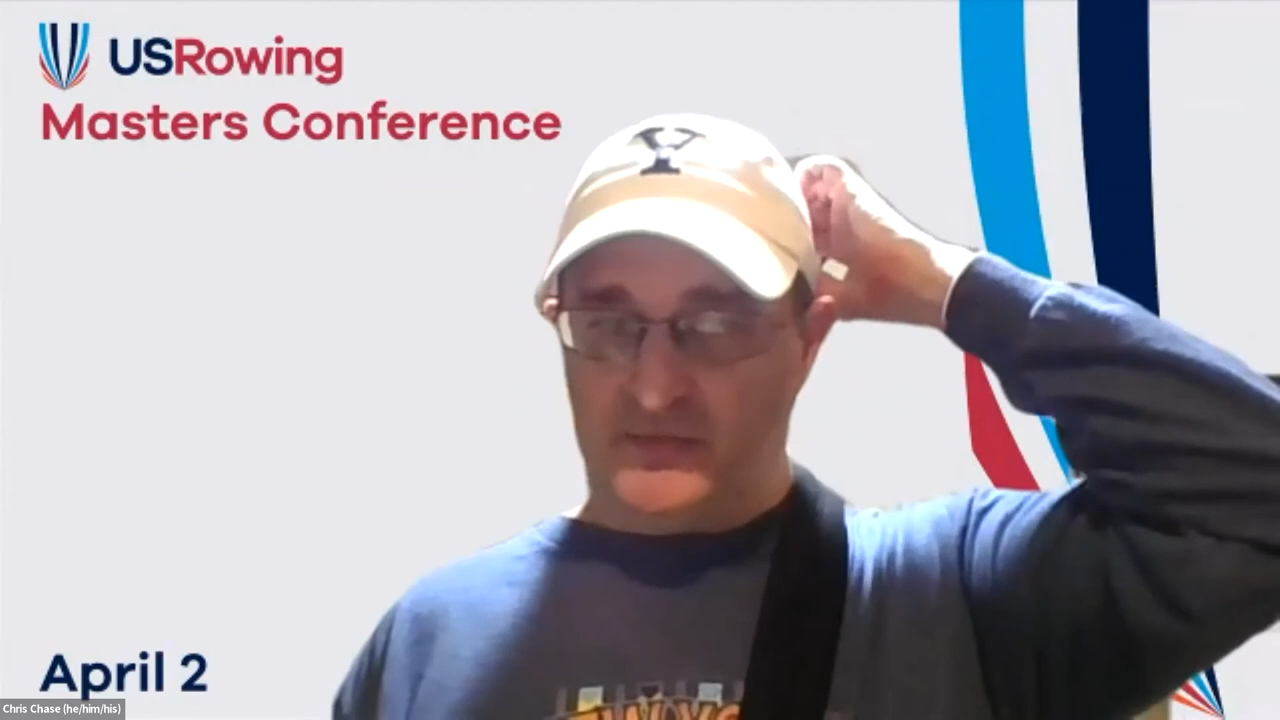 USRowing
Masters Conference
Y
April 2
Chris Chase (he/him/his)